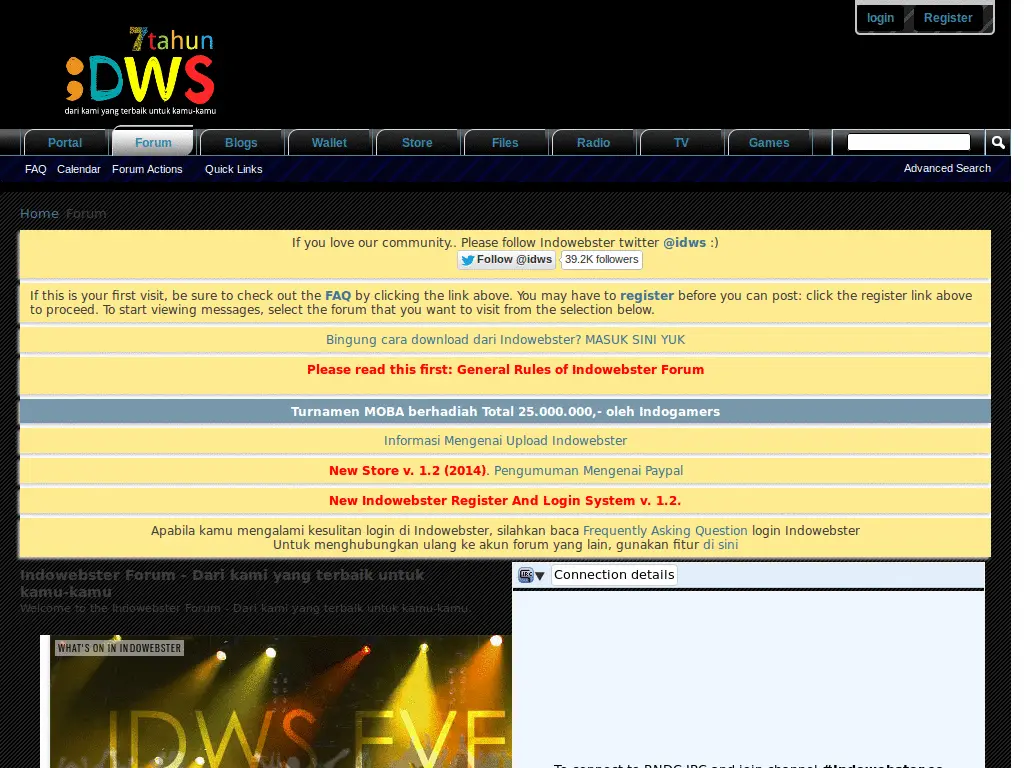 login
Register
7tahun
iDWS
dari kami yang terbaik untuk kamu-kamu
Portal
Forum
Blogs
Wallet
Store
Files
Radio
TV
Games
FAQ
Calendar
Forum Actions
Quick Links
Advanced Search
Home Forum
If you love our community.. Please follow Indowebster twitter @idws :)
Follow @idws
39.2K followers
If this is your first visit, be sure to check out the FAQ by clicking the link above. You may have to register before you can post: click the register link above
to proceed. To start viewing messages, select the forum that you want to visit from the selection below.
Bingung cara download dari Indowebster? MASUK SINI YUK
Please read this first: General Rules of Indowebster Forum
Turnamen MOBA berhadiah Total 25.000.000,- oleh Indogamers
Informasi Mengenai Upload Indowebster
New Store v. 1.2 (2014). Pengumuman Mengenai Paypal
New Indowebster Register And Login System v. 1.2.
Apabila kamu mengalami kesulitan login di Indowebster, silahkan baca Frequently Asking Question login Indowebster
Untuk menghubungkan ulang ke akun forum yang lain, gunakan fitur di sini
Indowebster Forum - Dari kami yang terbaik untuk
kamu-kamu
Welcome to the Indowebster Forum - Dari kami yang terbaik untuk kamu-kamu.
IRC
Connection details
WHAT'S ON IN INDOWEBSTER
IDWS EVE
To connect to BNDC IRC and join channel